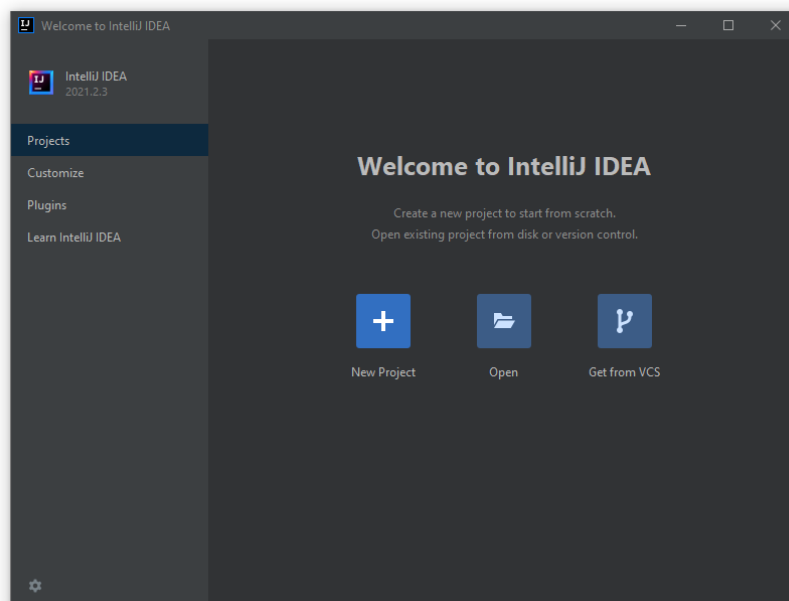 Welcome to IntelliJ IDEA
IntelliJ IDEA
2021.2.3
Projects
Customize
Plugins
Learn IntelliJ IDEA
Welcome to IntelliJ IDEA
Create a new project to start from scratch.
Open existing project from disk or version control.
New Project Open Get from VCS